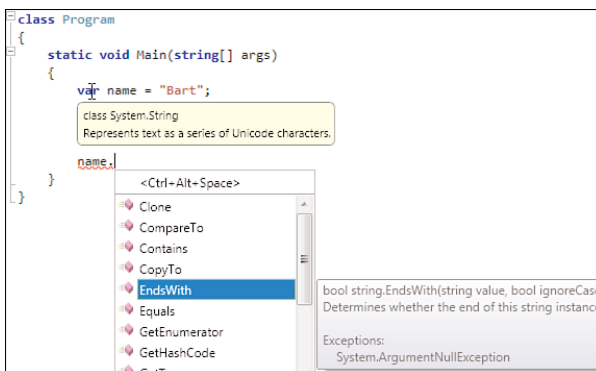 class Program
{
static void Main(string[] args)
{
var name = "Bart";
class System.String
Represents text as a series of Unicode characters.
name.
}
}
<Ctrl+Alt+Space>
Clone
CompareTo
Contains
CopyTo
EndsWith
Equals
GetEnumerator
GetHashCode
bool string.EndsWith(string value, bool ignoreCas
Determines whether the end of this string instanc
Exceptions:
System.ArgumentNullException